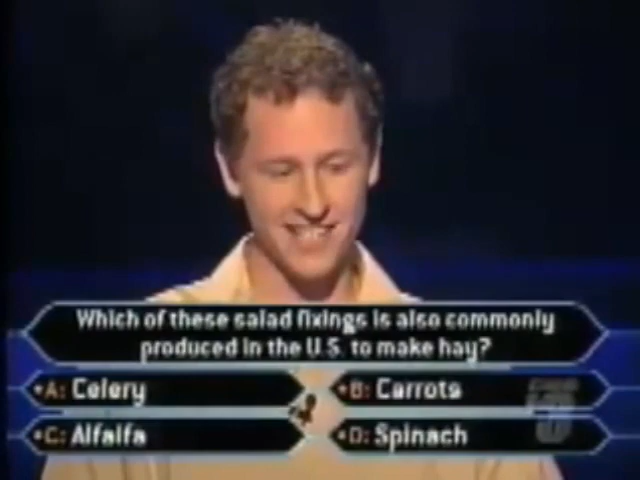 Which of these salad fixings is also commonly
produced in the U.S. to make hay?
A: Celery
B: Carrots
C: Alfalfa
D: Spinach